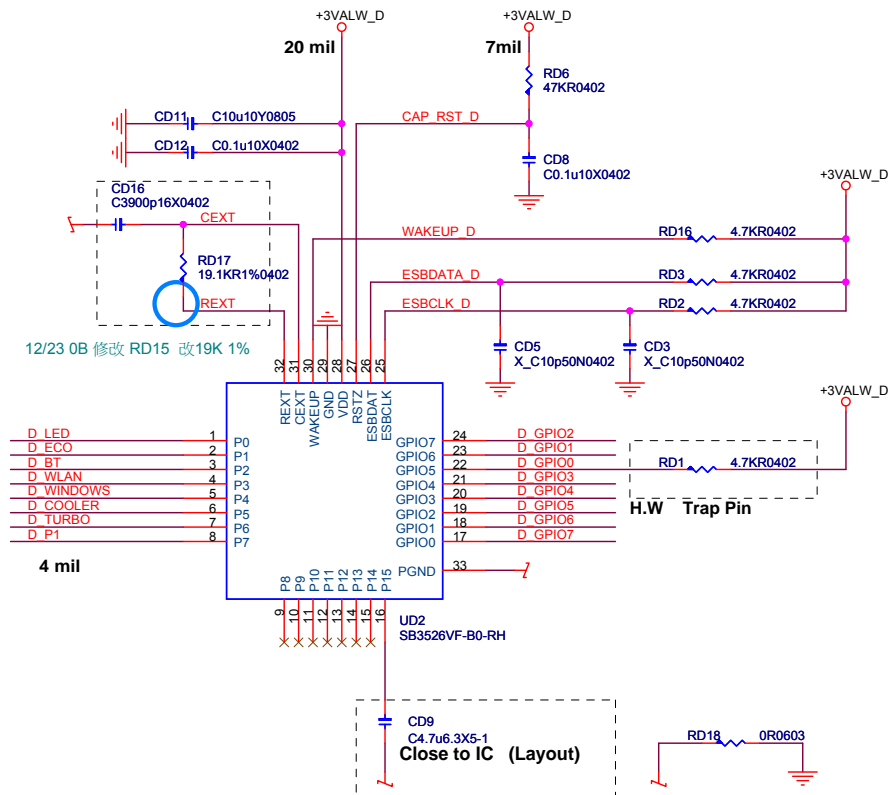 +3VALW_D +3VALW_D
20 mil 7mil
RD6
47KR0402
CD11 C10u10Y0805
CAP_RST_D
CD12 C0.1u10X0402
CD8
C0.1u10X0402
+3VALW_D
CD16
C3900p16X0402
CEXT
WAKEUP_D RD16 4.7KR0402
RD17
19.1KR1%0402
ESBDATA_D RD3 4.7KR0402
REXT
ESBCLK_D RD2 4.7KR0402
12/23 0B 修改 RD15 改19K 1%
CD5
X_C10p50N0402
CD3
X_C10p50N0402
32 31 30 29 28 27 26 25
REXT CEXT WAKEUP GND VDD RSTZ ESBDAT ESBCLK
+3VALW_D
D_LED 1 P0
D_ECO 2 P1
D_BT 3 P2
D_WLAN 4 P3
D_WINDOWS 5 P4
D_COOLER 6 P5
D_TURBO 7 P6
D_P1 8 P7
4 mil
GPIO7 24 D_GPIO2
GPIO6 23 D_GPIO1
GPIO5 22 D_GPIO0 RD1 4.7KR0402
GPIO4 21 D_GPIO3
GPIO3 20 D_GPIO4
GPIO2 19 D_GPIO5
GPIO1 18 D_GPIO6
GPIO0 17 D_GPIO7
H.W Trap Pin
PGND 33
P8 P9 P10 P11 P12 P13 P14 P15
9 10 11 12 13 14 15 16
UD2
SB3526VF-B0-RH
CD9
C4.7u6.3X5-1
Close to IC (Layout)
RD18 0R0603